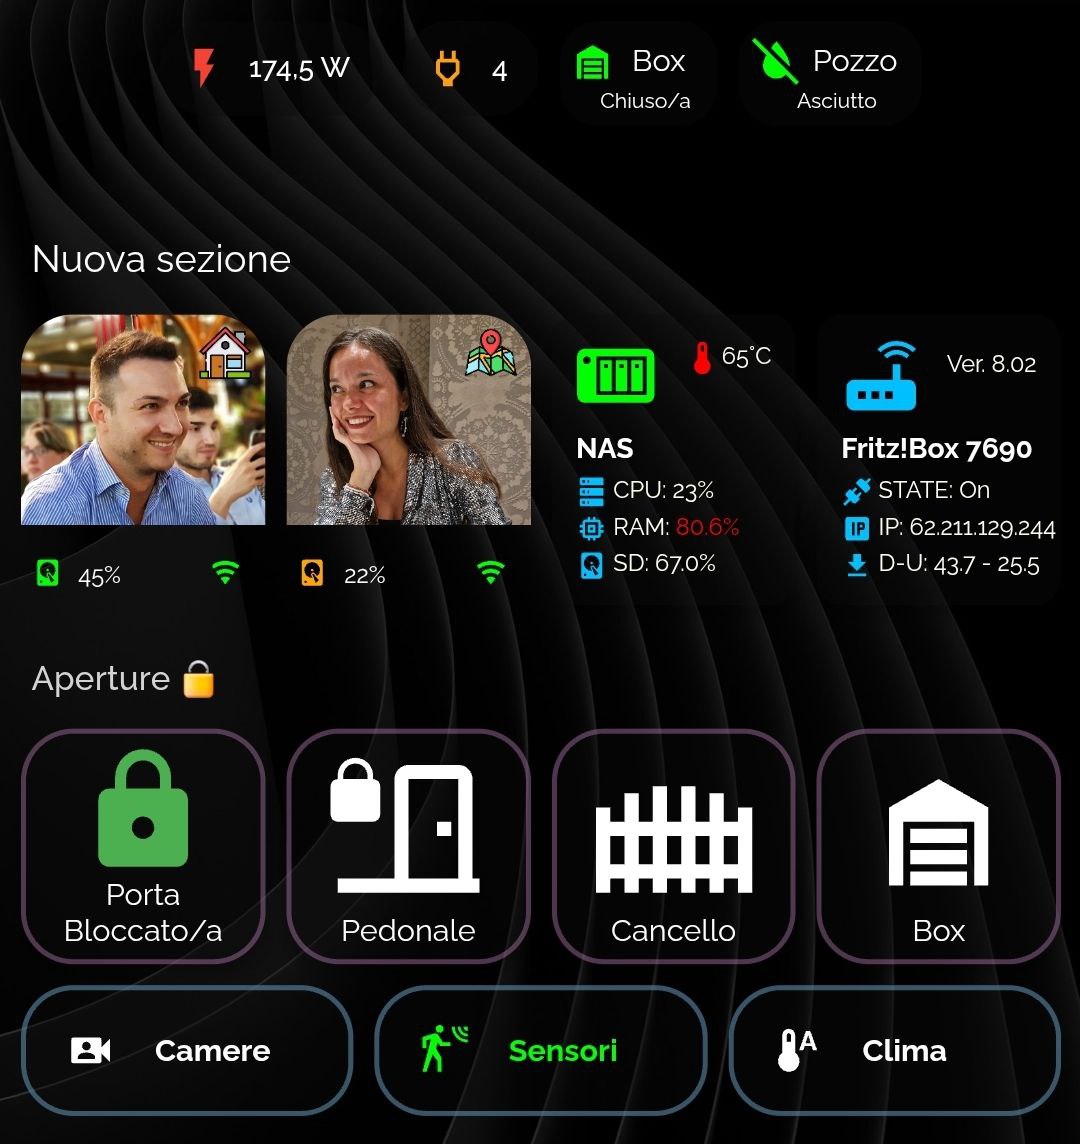 174,5 W
4
Box
Chiuso/a
Pozzo
Asciutto
Nuova sezione
45%
22%
65°C
NAS
CPU: 23%
RAM: 80.6%
SD: 67.0%
Ver. 8.02
Fritz!Box 7690
STATE: On
IP
IP: 62.211.129.244
D-U: 43.7 - 25.5
Aperture
Porta
Bloccato/a
Pedonale
Cancello
Box
Camere
Sensori
A
Clima